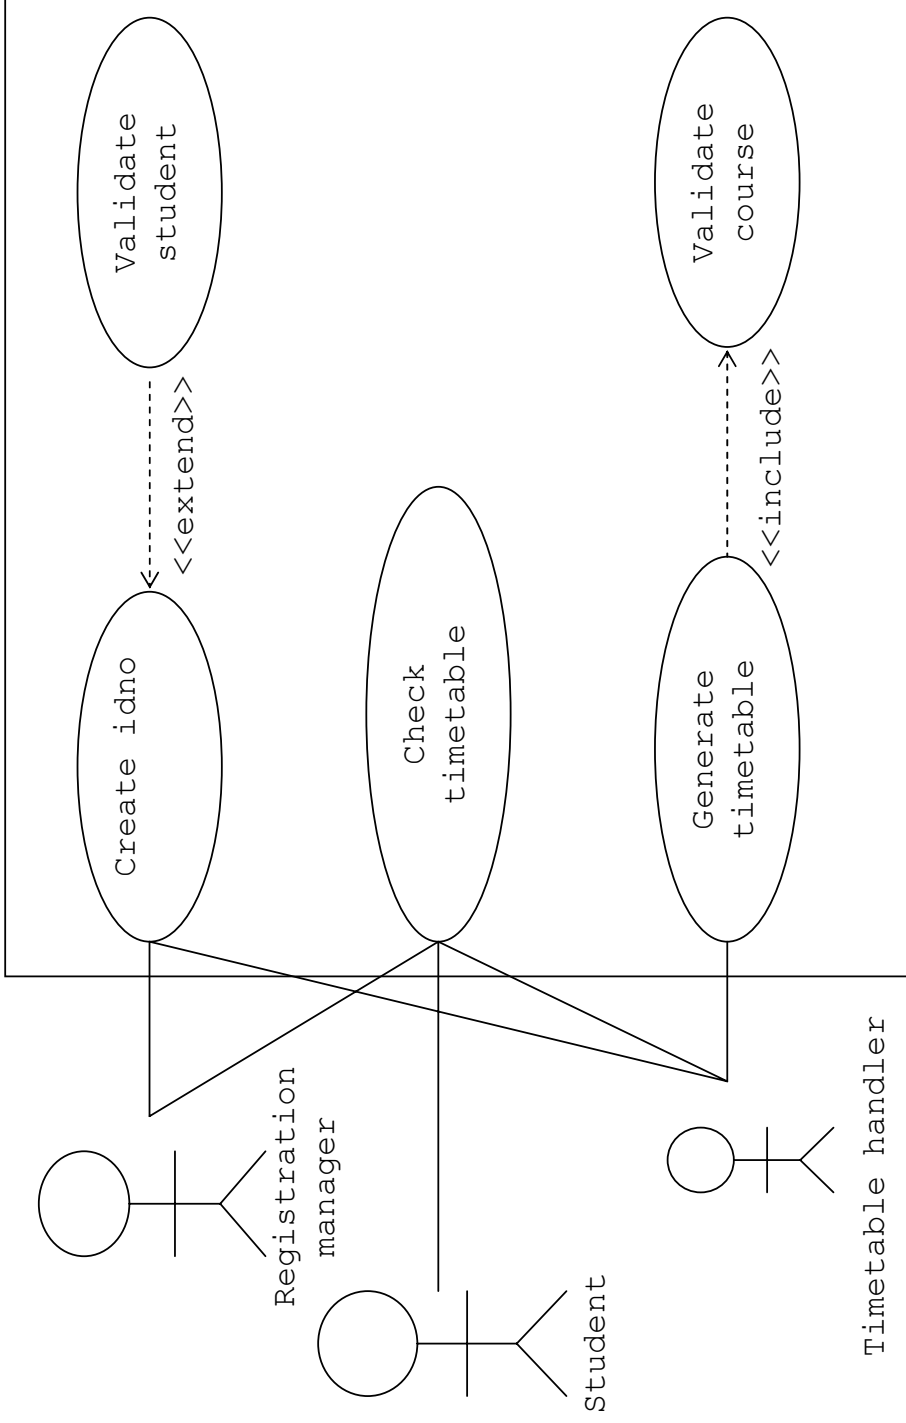 Create idno
<<extend>>
Validate
student
Registration
manager
Check
timetable
Student
Generate
timetable
<<include>>
Validate
course
Timetable handler